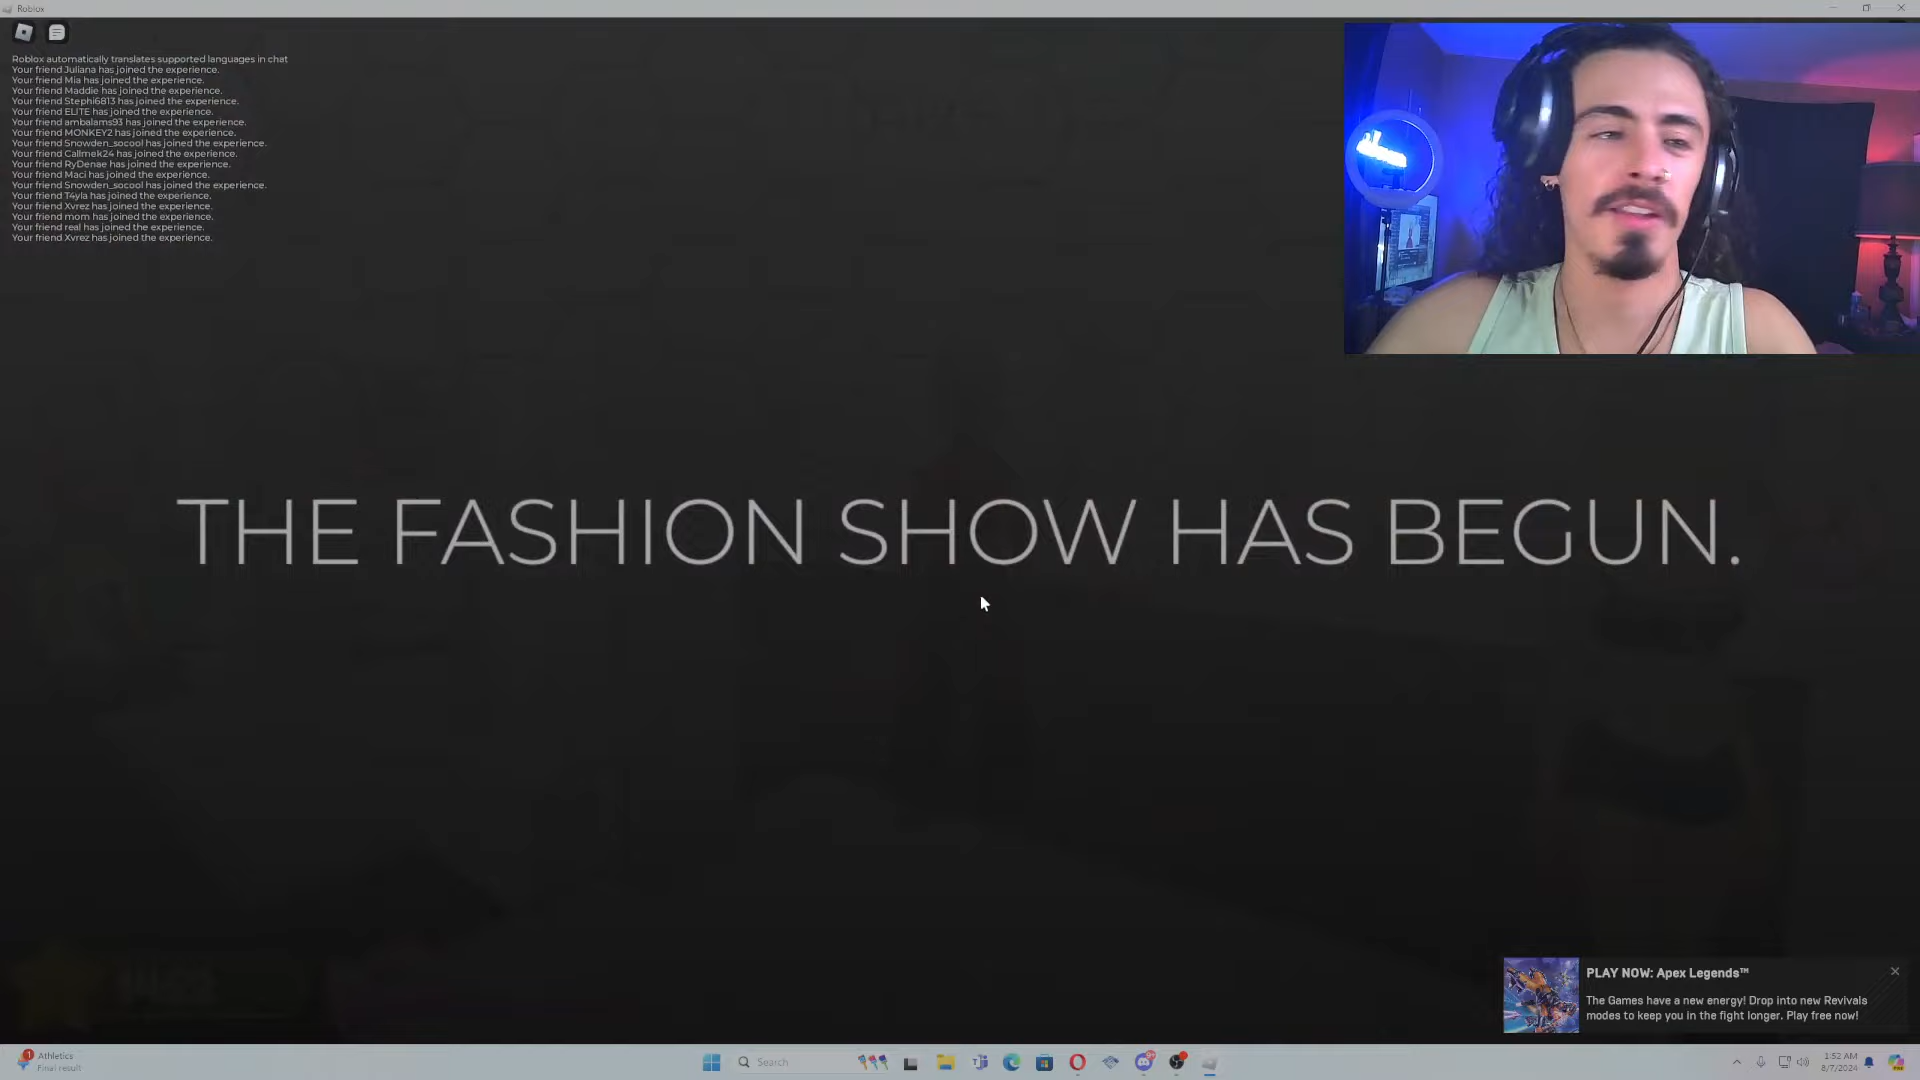 Roblox
Roblox automatically translates supported languages in chat
Your friend Juliana has joined the experience.
Your friend Mia has joined the experience.
Your friend Maddie has joined the experience.
Your friend Stephi6813 has joined the experience.
Your friend ELITE has joined the experience.
Your friend ambalams93 has joined the experience.
Your friend MONKEY2 has joined the experience.
Your friend Snowden_socool has joined the experience.
Your friend Callmek24 has joined the experience.
Your friend RyDenae has joined the experience.
Your friend Maci has joined the experience.
Your friend Snowden_socool has joined the experience.
Your friend T4yla has joined the experience.
Your friend Xvrez has joined the experience.
Your friend mom has joined the experience.
Your friend real has joined the experience.
Your friend Xvrez has joined the experience.
THE FASHION SHOW HAS BEGUN.
PLAY NOW: Apex Legends™
The Games have a new energy! Drop into new Revivals
modes to keep you in the fight longer. Play free now!
1
Athletics
Final result
Search
1:52 AM
8/7/2024